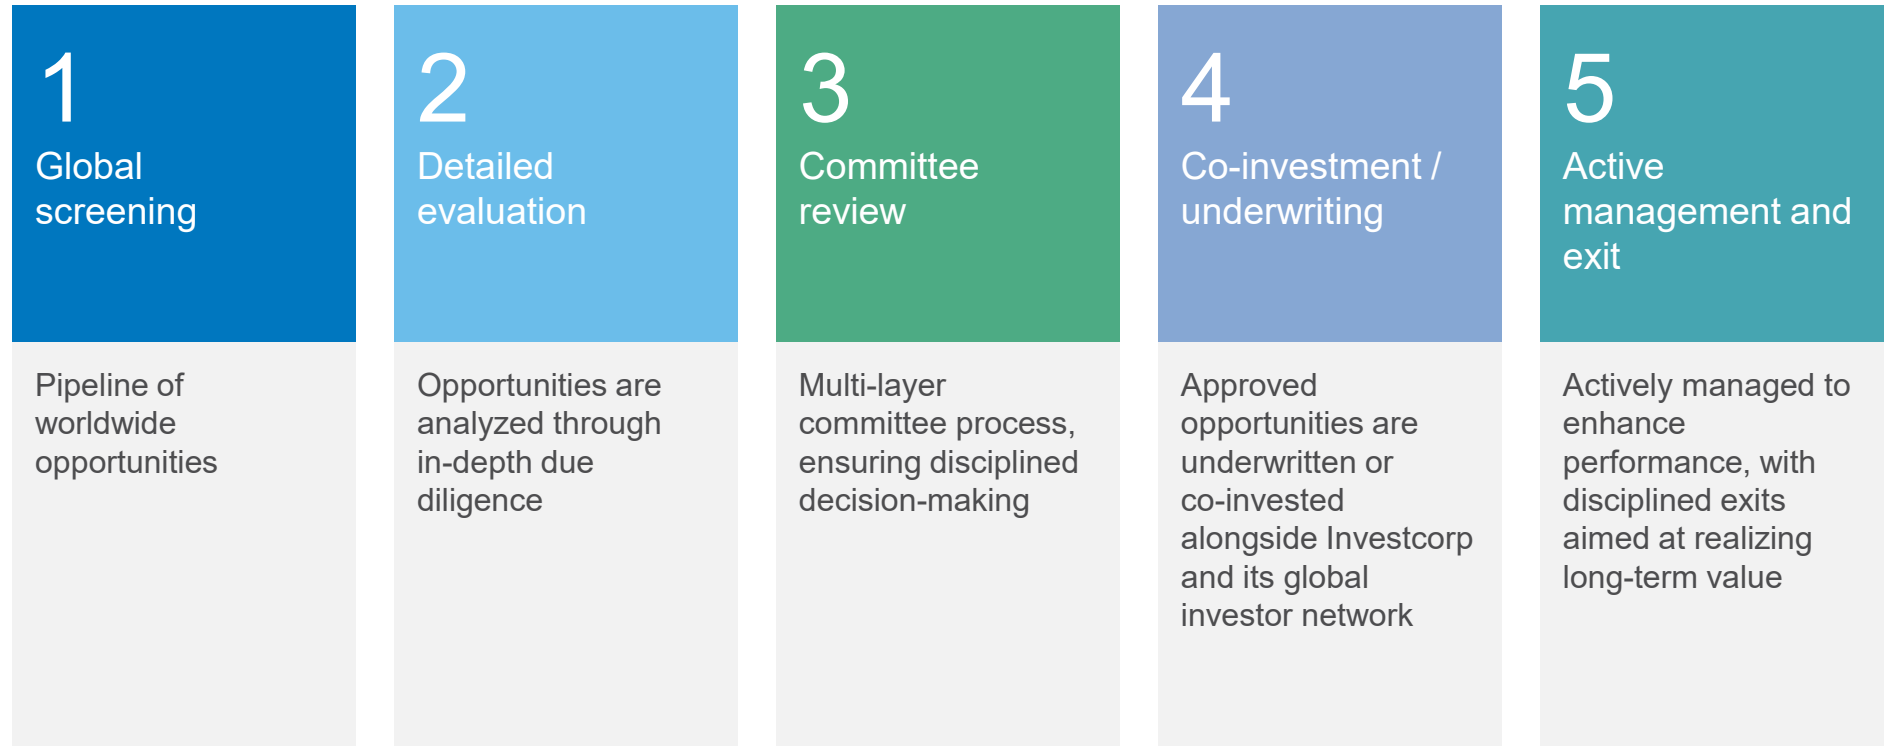 1
Global
screening
Pipeline of
worldwide
opportunities
2
Detailed
evaluation
Opportunities are
analyzed through
in-depth due
diligence
3
Committee
review
Multi-layer
committee process,
ensuring disciplined
decision-making
4
Co-investment /
underwriting
Approved
opportunities are
underwritten or
co-invested
alongside Investcorp
and its global
investor network
5
Active
management and
exit
Actively managed to
enhance
performance, with
disciplined exits
aimed at realizing
long-term value